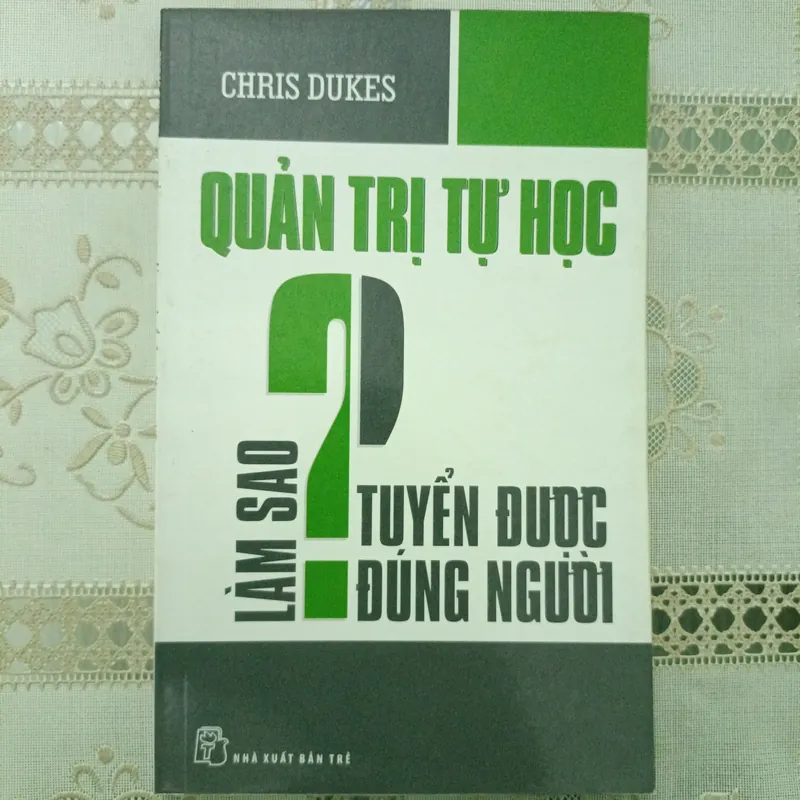 CHRIS DUKES
QUẢN TRỊ TỰ HỌC
LÀM SAO
TUYỂN ĐƯỢC
ĐÚNG NGƯỜI
?
NHÀ XUẤT BẢN TRẺ